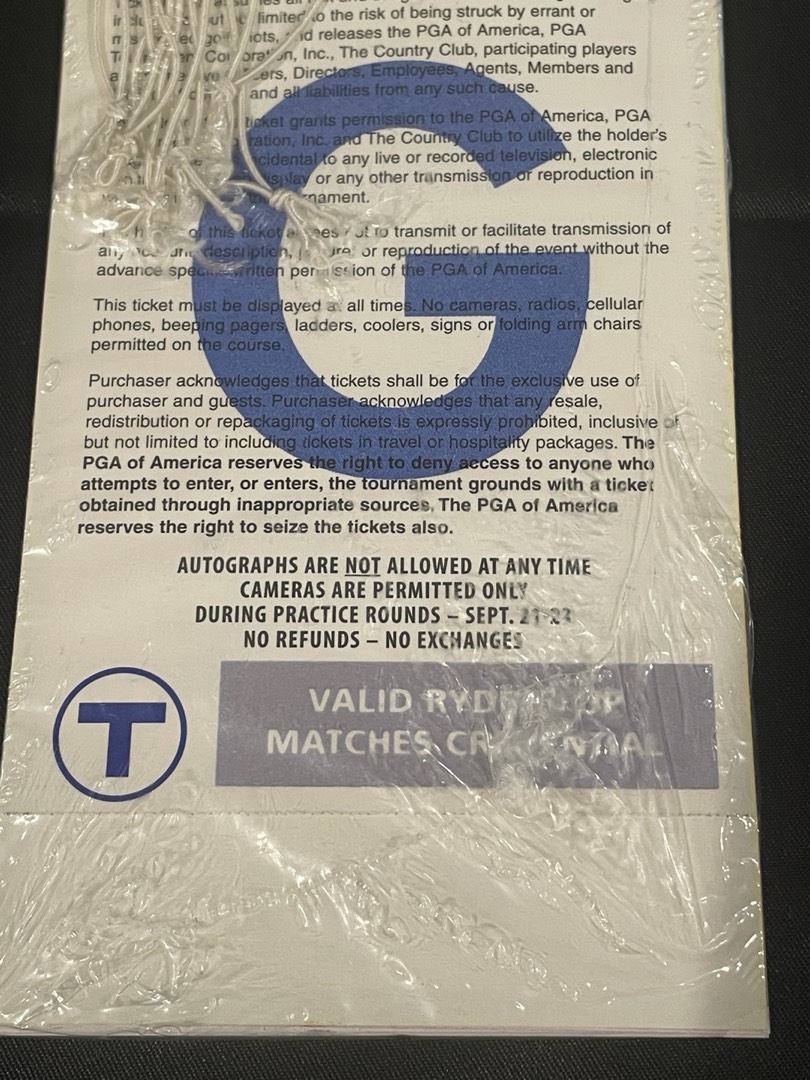 limited to the risk of being struck by errant or
releases the PGA of America, PGA
Inc., The Country Club, participating players
Directors, Employees, Agents, Members and
and all liabilities from any such cause.
ticket grants permission to the PGA of America, PGA
Inc. and The Country Club to utilize the holder's
to any live or recorded television, electronic
display or any other transmission or reproduction in
of this ticket to transmit or facilitate transmission of
description, or reproduction of the event without the
advance written permission of the PGA of America.
This ticket must be displayed at all times. No cameras, radios, cellular
phones, beeping pagers, ladders, coolers, signs or folding arm chairs
permitted on the course.
Purchaser acknowledges that tickets shall be for the exclusive use of
purchaser and guests. Purchaser acknowledges that any resale,
redistribution or repackaging of tickets is expressly prohibited, inclusive of
but not limited to including tickets in travel or hospitality packages. The
PGA of America reserves the right to deny access to anyone who
attempts to enter, or enters, the tournament grounds with a ticket
obtained through inappropriate sources. The PGA of America
reserves the right to seize the tickets also.
G
AUTOGRAPHS ARE NOT ALLOWED AT ANY TIME
CAMERAS ARE PERMITTED ONLY
DURING PRACTICE ROUNDS – SEPT.
NO REFUNDS – NO EXCHANGES
T
VALID RYDER CUP
MATCHES CREDENTIAL